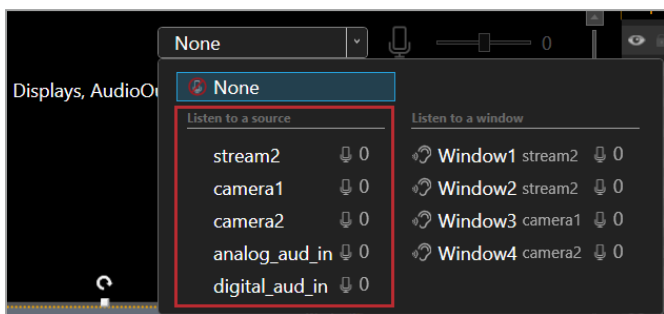 None
0
Displays, AudioOu
None
Listen to a source
stream2 0
camera1 0
camera2 0
analog_aud_in 0
digital_aud_in 0
Listen to a window
Window1 stream2 0
Window2 stream2 0
Window3 camera1 0
Window4 camera2 0